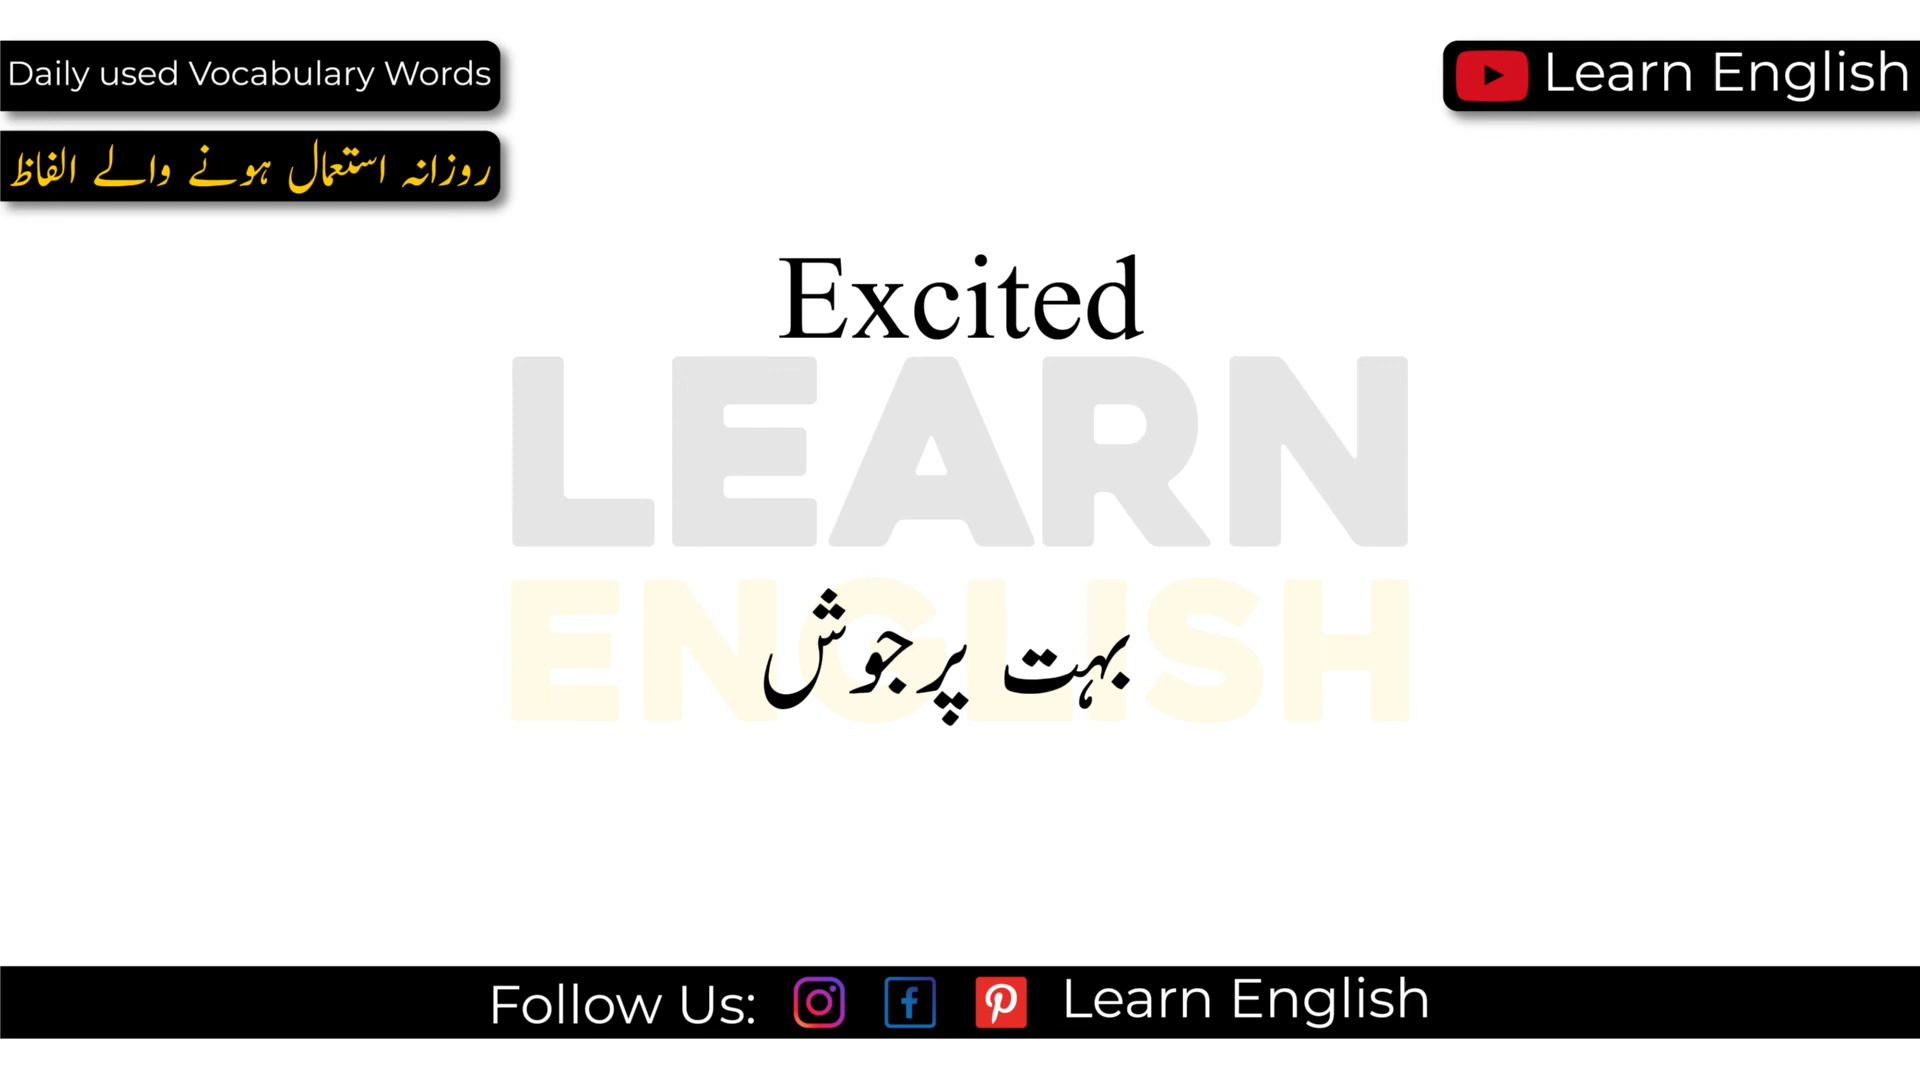 Daily used Vocabulary Words
Learn English
روزانہ استعمال ہونے والے الفاظ
Excited
LEARN
ENGLISH
بہت پرجوش
Follow Us: Learn English